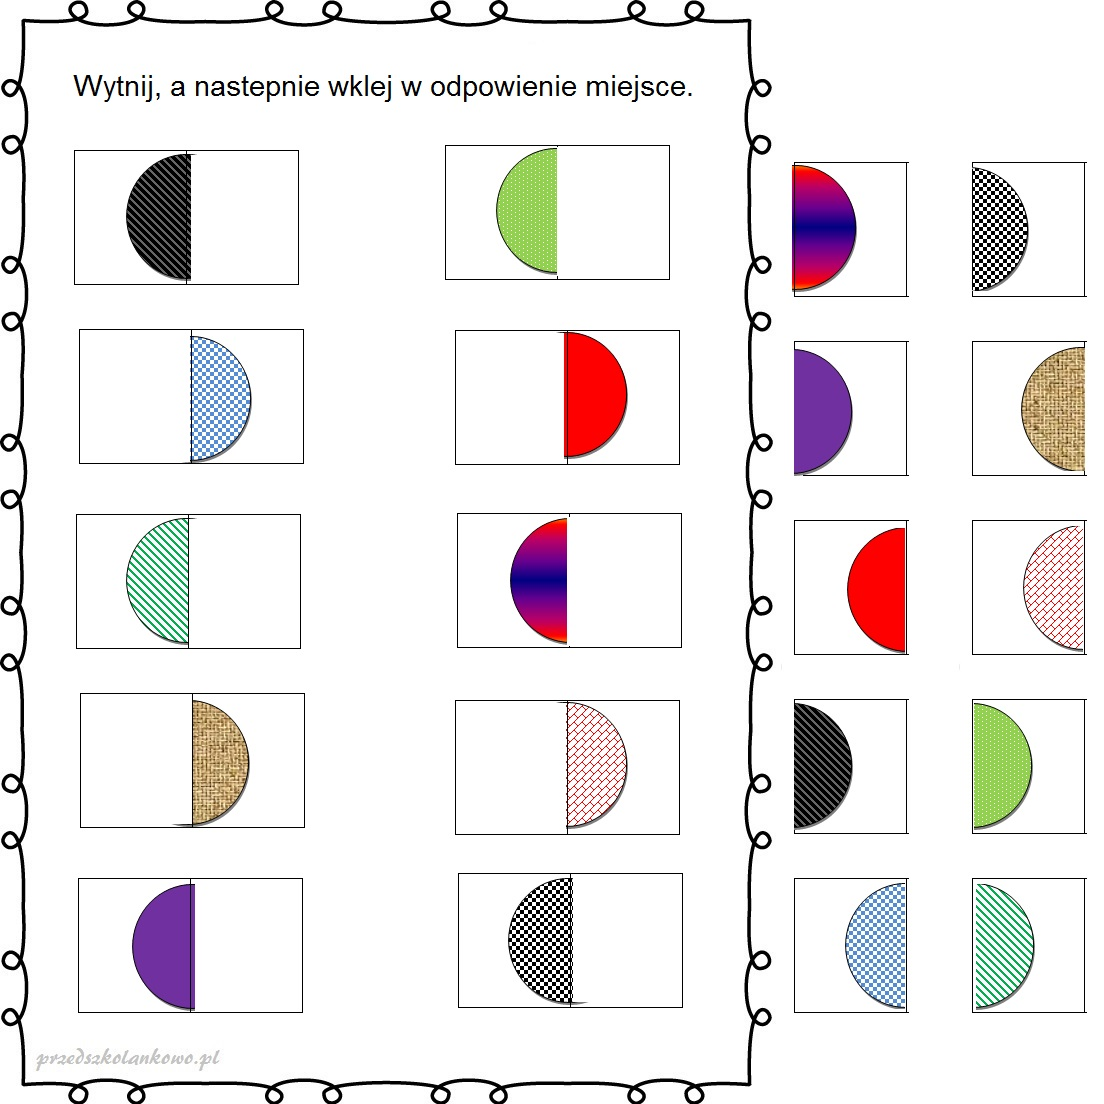 Wytnij, a nastepnie wklej w odpowienie miejsce.
przedszkolankowo.pl